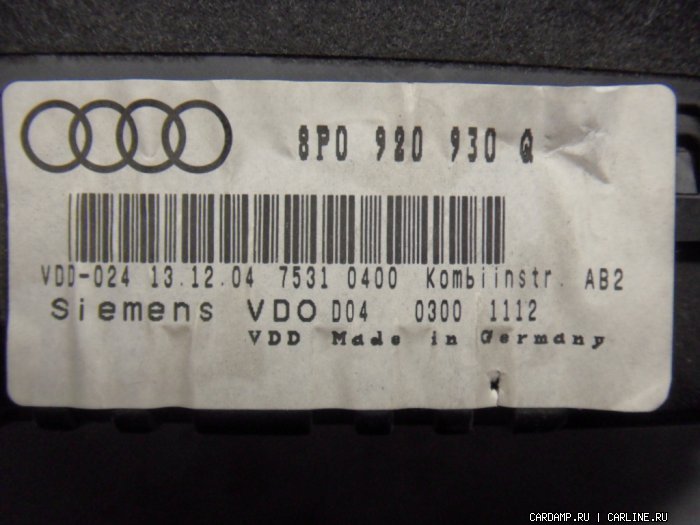 8P0 920 930 Q
VDD-024 13.12.04 7531 0400 Kombiinstr. AB2
Siemens VDO D04 0300 1112
VDD Made in Germany
CARDAMP.RU | CARLINE.RU